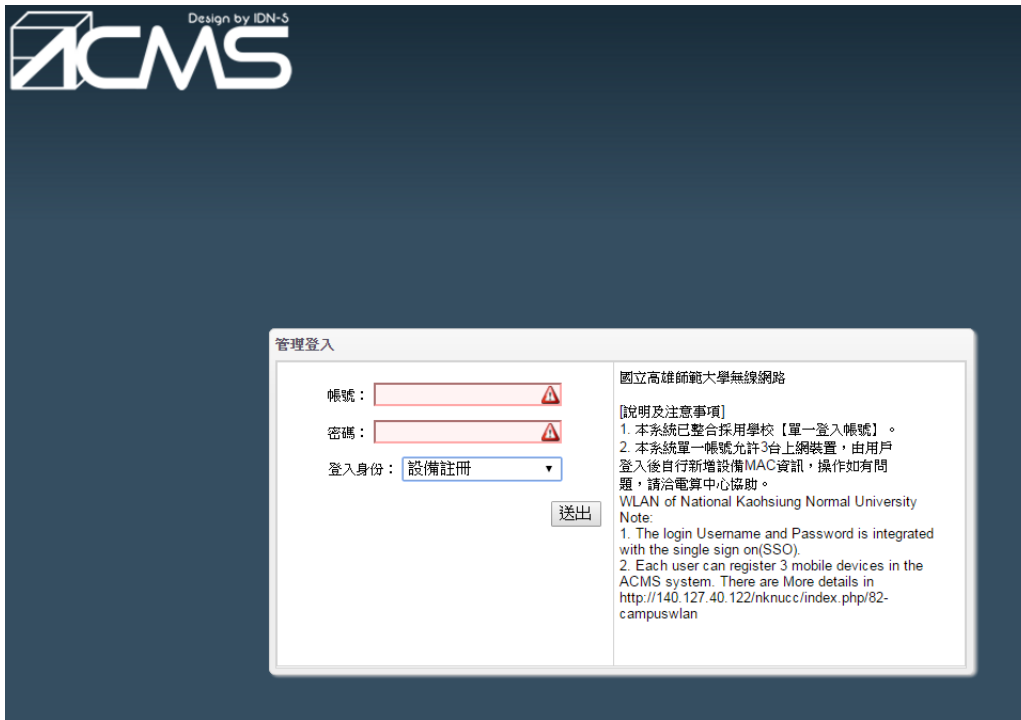 Design by IDN-S
ACMS
管理登入
帳號：
密碼：
登入身份：設備註冊
送出
國立高雄師範大學無線網路
[說明及注意事項]
1. 本系統已整合採用學校【單一登入帳號】。
2. 本系統單一帳號允許3台上網裝置，由用戶
登入後自行新增設備MAC資訊，操作如有問
題，請洽電算中心協助。
WLAN of National Kaohsiung Normal University
Note:
1. The login Username and Password is integrated
with the single sign on(SSO).
2. Each user can register 3 mobile devices in the
ACMS system. There are More details in
http://140.127.40.122/nknucc/index.php/82-
campuswlan